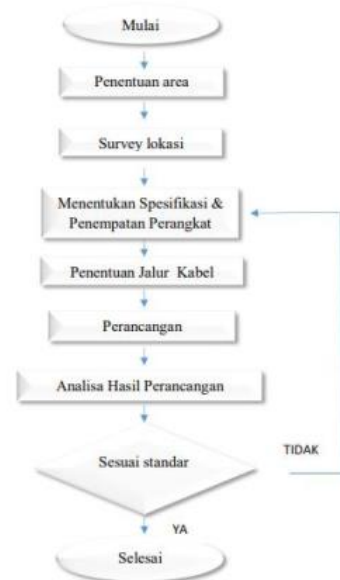 Mulai
Penentuan area
Survey lokasi
Menentukan Spesifikasi &
Penempatan Perangkat
Penentuan Jalur Kabel
Perancangan
Analisa Hasil Perancangan
Sesuai standar
TIDAK
YA
Selesai